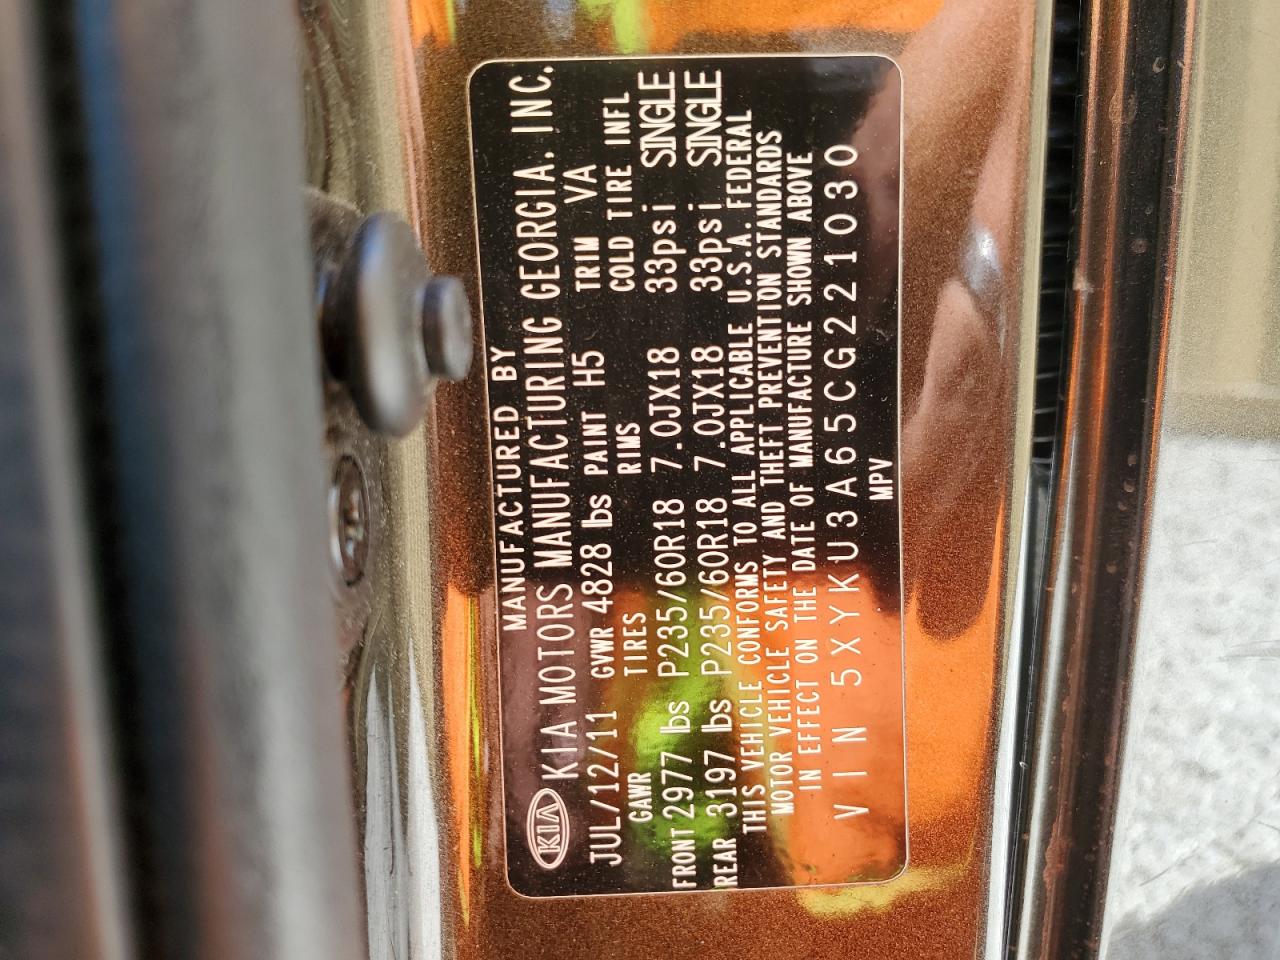 MANUFACTURED BY
KIA KIA MOTORS MANUFACTURING GEORGIA, INC.
JUL/12/11 GVWR 4828 lbs PAINT H5 TRIM VA
GAWR TIRES RIMS COLD TIRE INFL
FRONT 2977 lbs P235/60R18 7.0JX18 33psi SINGLE
REAR 3197 lbs P235/60R18 7.0JX18 33psi SINGLE
THIS VEHICLE CONFORMS TO ALL APPLICABLE U.S.A. FEDERAL
MOTOR VEHICLE SAFETY AND THEFT PREVENTION STANDARDS
IN EFFECT ON THE DATE OF MANUFACTURE SHOWN ABOVE
VIN 5XYKU3A65CG221030
MPV